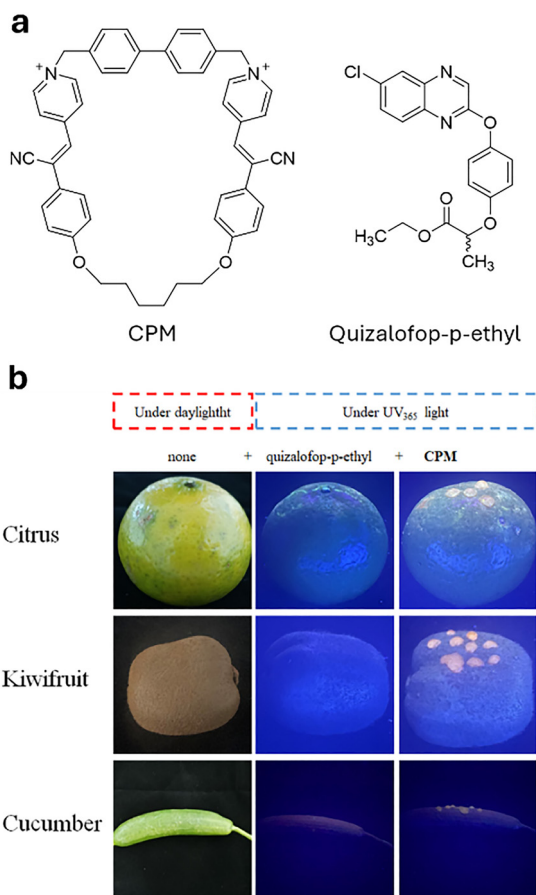 a
N+
N+
NC
CN
O
O
CPM
Cl
N
N
O
O
O
O
H3C
CH3
Quizalofop-p-ethyl
b
Under daylightht
Under UV365 light
none + quizalofop-p-ethyl + CPM
Citrus
Kiwifruit
Cucumber